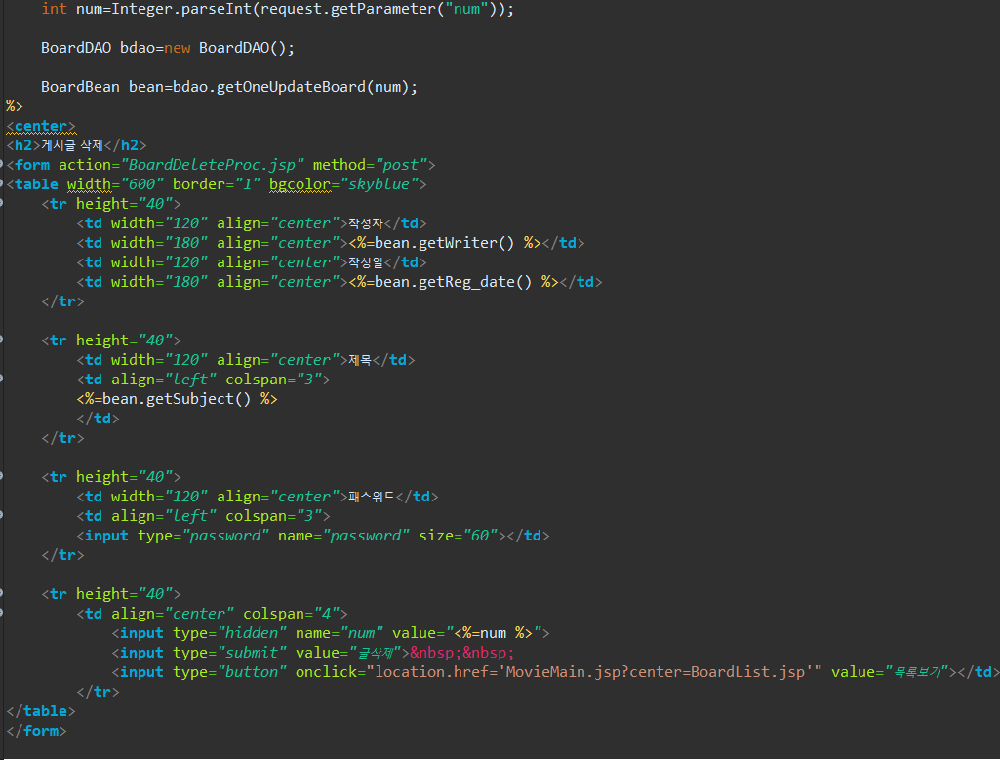 int num=Integer.parseInt(request.getParameter("num"));
BoardDAO bdao=new BoardDAO();
BoardBean bean=bdao.getOneUpdateBoard(num);
%>
<center>
<h2>게시글 삭제</h2>
<form action="BoardDeleteProc.jsp" method="post">
<table width="600" border="1" bgcolor="skyblue">
<tr height="40">
<td width="120" align="center">작성자</td>
<td width="180" align="center"><%=bean.getWriter() %></td>
<td width="120" align="center">작성일</td>
<td width="180" align="center"><%=bean.getReg_date() %></td>
</tr>
<tr height="40">
<td width="120" align="center">제목</td>
<td align="left" colspan="3">
<%=bean.getSubject() %>
</td>
</tr>
<tr height="40">
<td width="120" align="center">패스워드</td>
<td align="left" colspan="3">
<input type="password" name="password" size="60"></td>
</tr>
<tr height="40">
<td align="center" colspan="4">
<input type="hidden" name="num" value="<%=num %>">
<input type="submit" value="글삭제">&nbsp;&nbsp;
<input type="button" onclick="location.href='MovieMain.jsp?center=BoardList.jsp'" value="목록보기"></td>
</tr>
</table>
</form>